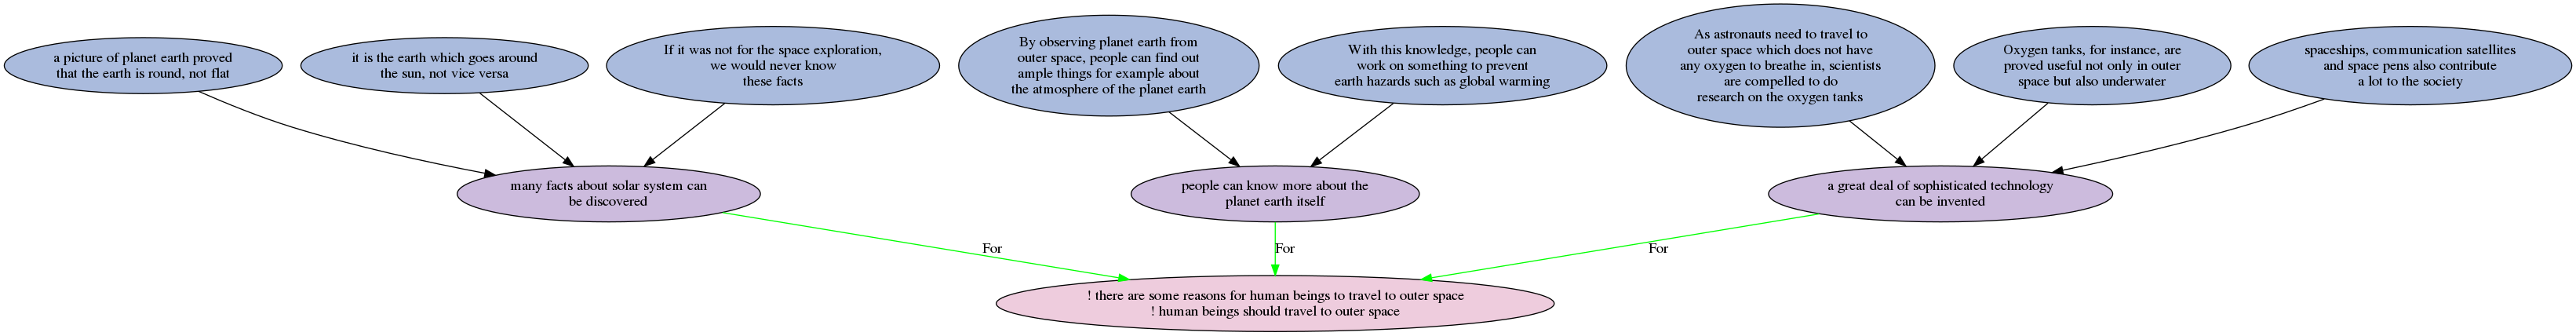 a picture of planet earth proved
that the earth is round, not flat
it is the earth which goes around
the sun, not vice versa
If it was not for the space exploration,
we would never know
these facts
By observing planet earth from
outer space, people can find out
ample things for example about
the atmosphere of the planet earth
With this knowledge, people can
work on something to prevent
earth hazards such as global warming
As astronauts need to travel to
outer space which does not have
any oxygen to breathe in, scientists
are compelled to do
research on the oxygen tanks
Oxygen tanks, for instance, are
proved useful not only in outer
space but also underwater
spaceships, communication satellites
and space pens also contribute
a lot to the society
many facts about solar system can
be discovered
people can know more about the
planet earth itself
a great deal of sophisticated technology
can be invented
For
For
For
! there are some reasons for human beings to travel to outer space
! human beings should travel to outer space